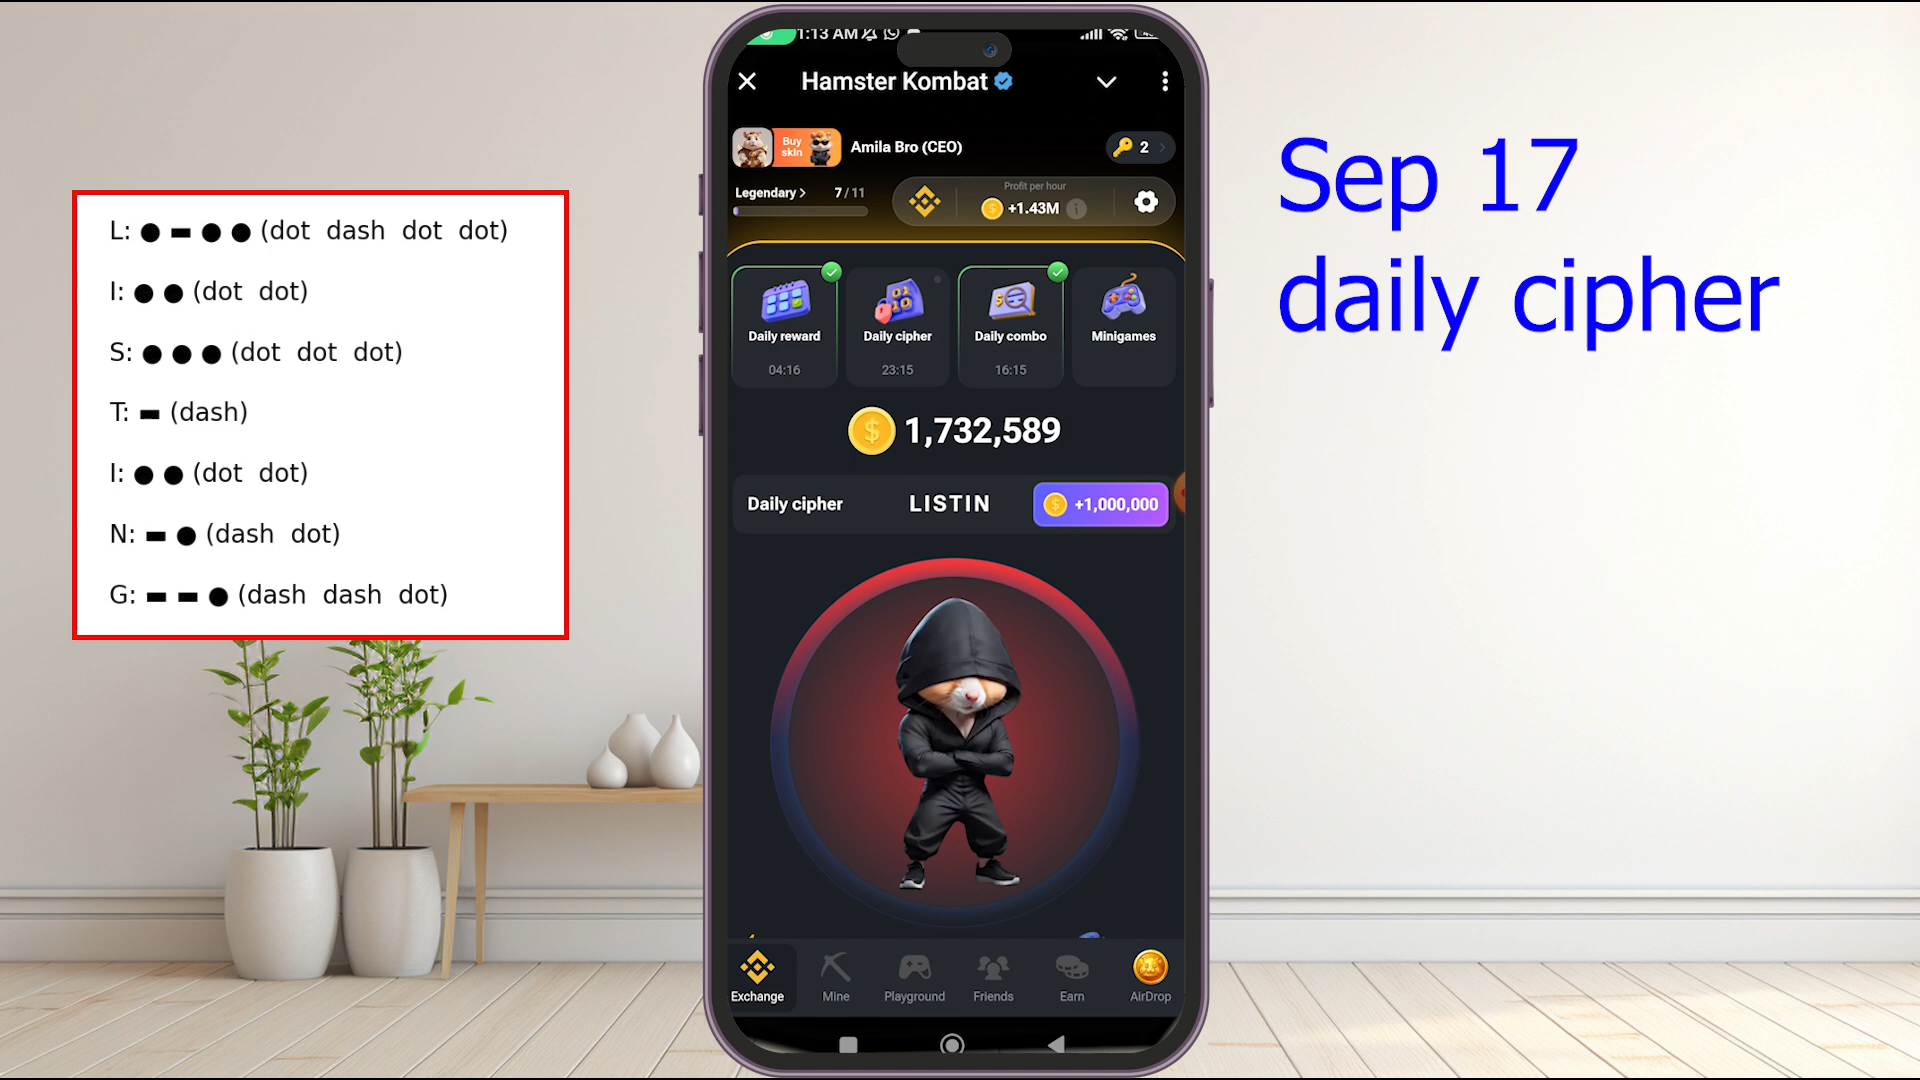 L: ● ▬ ● ● (dot dash dot dot)
I: ● ● (dot dot)
S: ● ● ● (dot dot dot)
T: ▬ (dash)
I: ● ● (dot dot)
N: ▬ ● (dash dot)
G: ▬ ▬ ● (dash dash dot)
1:13 AM
Hamster Kombat
Buy
skin
Amila Bro (CEO)
2
Legendary > 7/11
Profit per hour
+1.43M
Daily reward
04:16
Daily cipher
23:15
Daily combo
16:15
Minigames
1,732,589
Daily cipher LISTIN +1,000,000
Exchange Mine Playground Friends Earn AirDrop
Sep 17
daily cipher